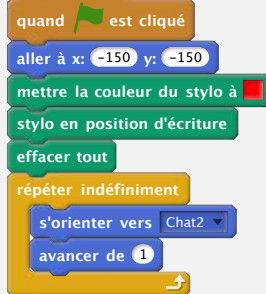 quand est cliqué
aller à x: -150 y: -150
mettre la couleur du stylo à
stylo en position d'écriture
effacer tout
répéter indéfiniment
s'orienter vers Chat2
avancer de 1